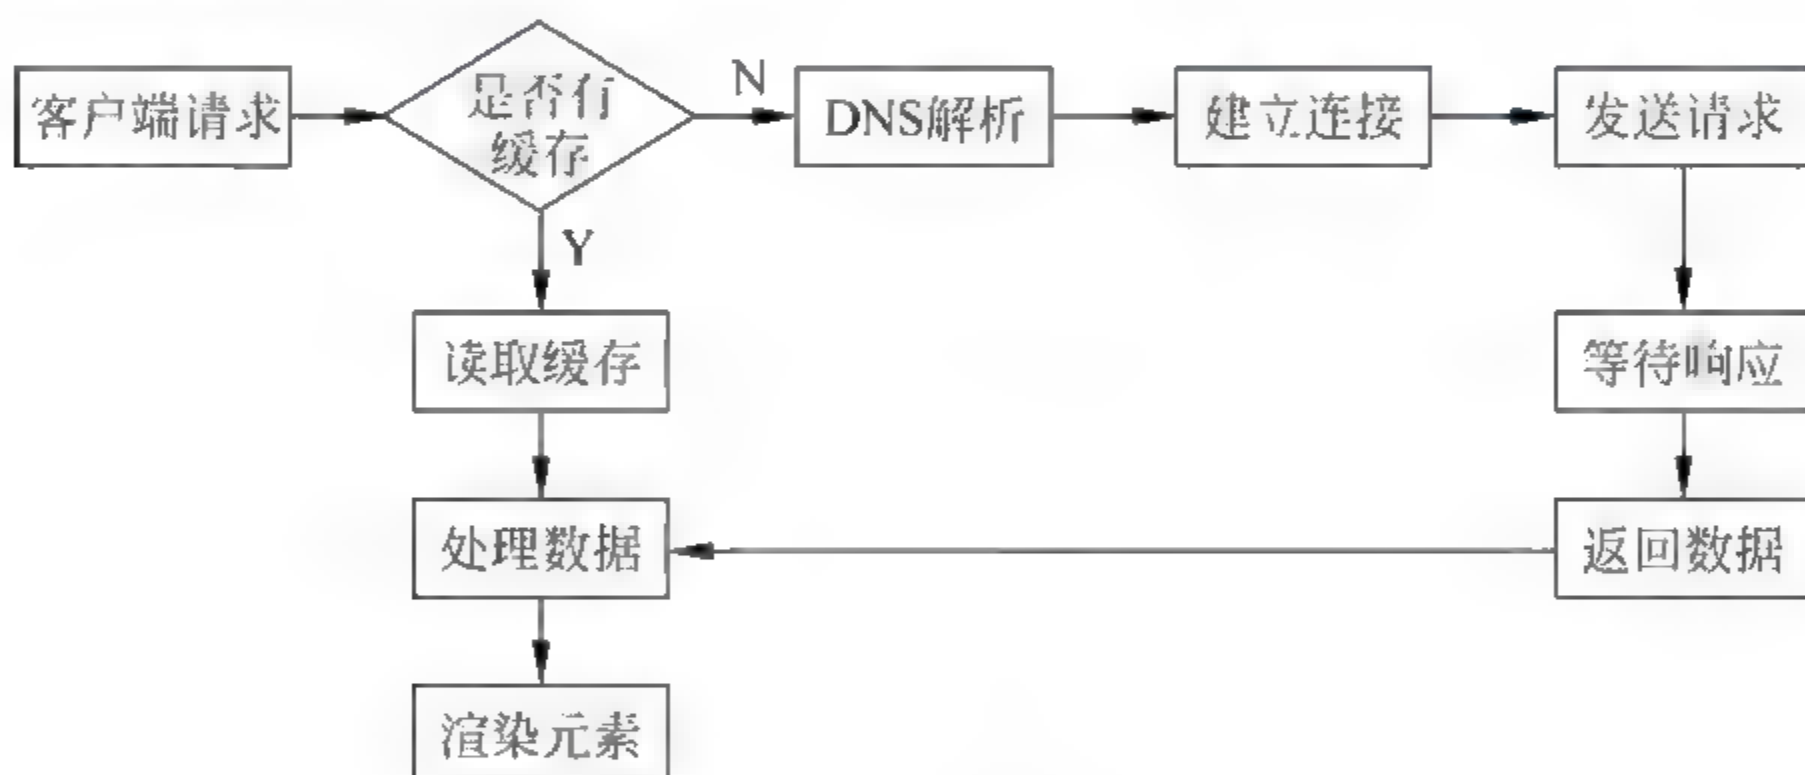 客户端请求
是否有
缓存
N
DNS解析
建立连接
发送请求
Y
读取缓存
等待响应
处理数据
返回数据
渲染元素